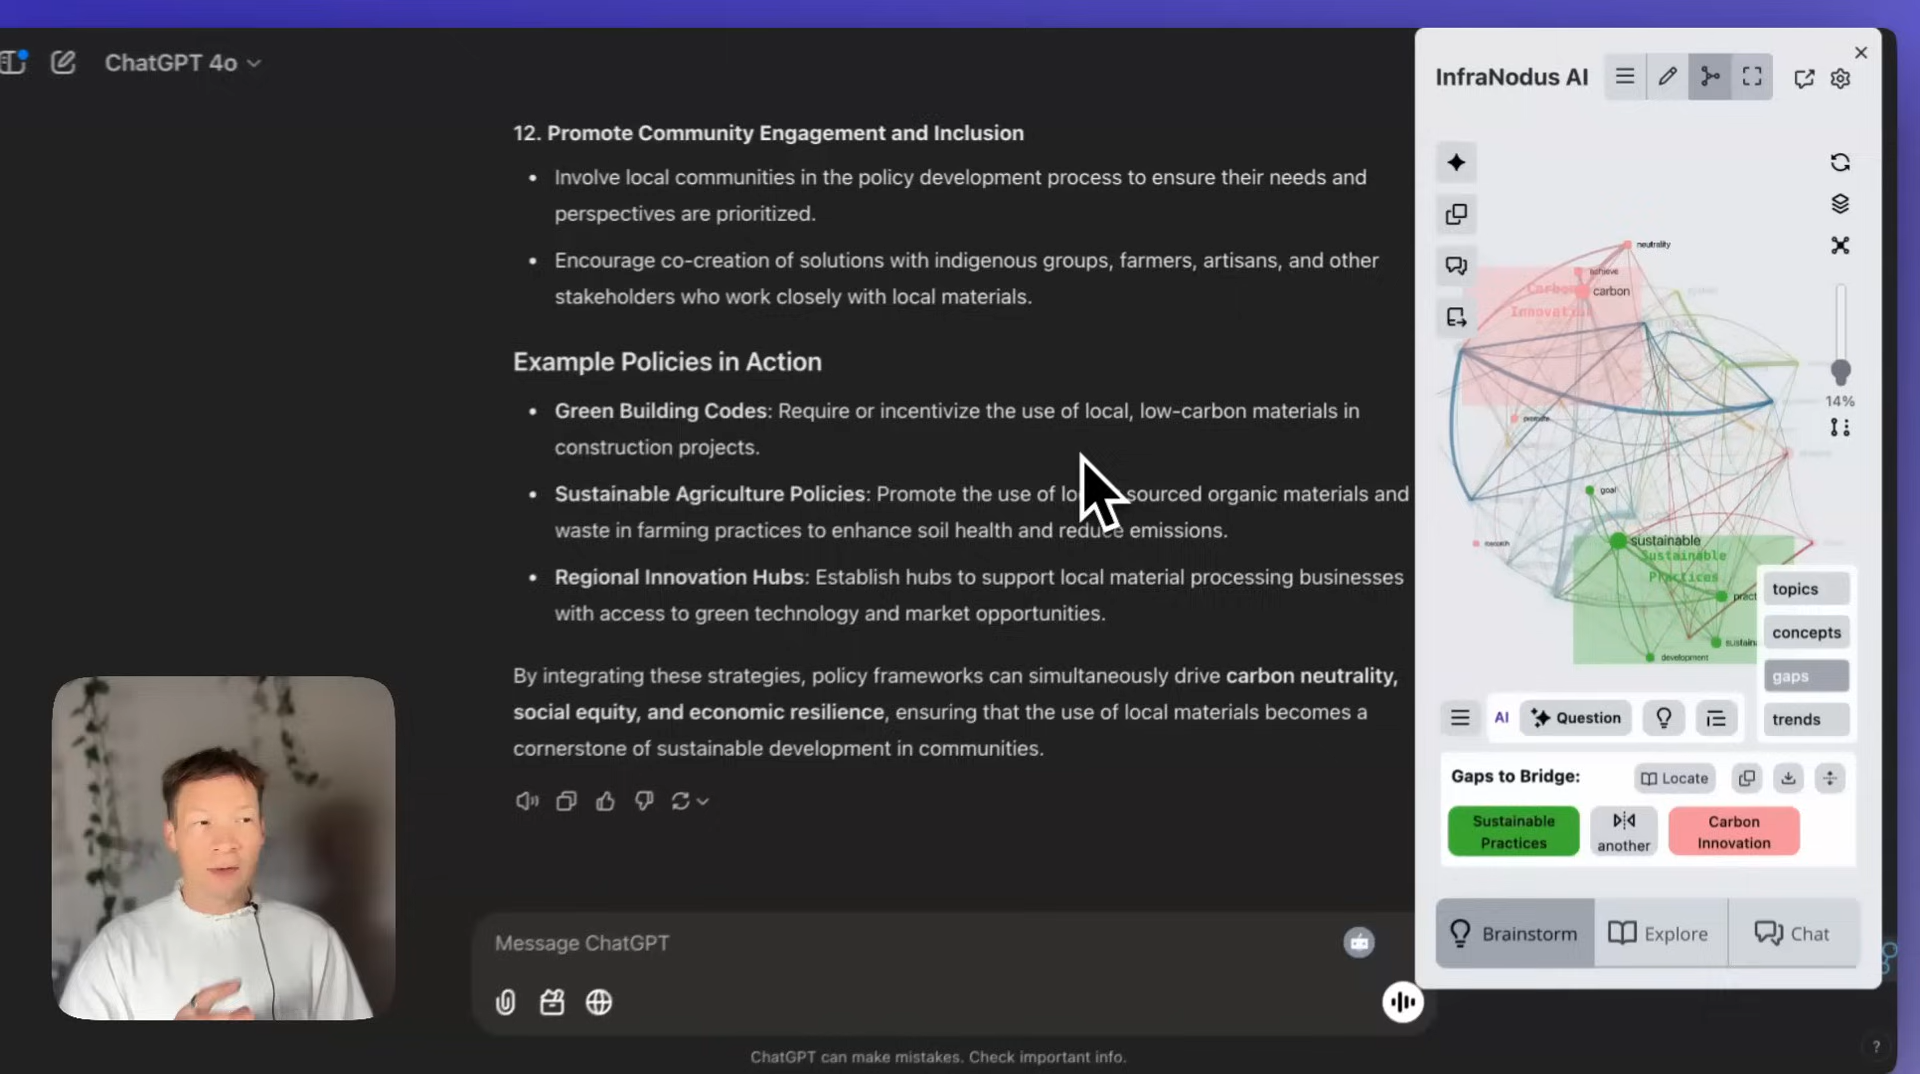 ChatGPT 4o
12. Promote Community Engagement and Inclusion
• Involve local communities in the policy development process to ensure their needs and
perspectives are prioritized.
• Encourage co-creation of solutions with indigenous groups, farmers, artisans, and other
stakeholders who work closely with local materials.
Example Policies in Action
• Green Building Codes: Require or incentivize the use of local, low-carbon materials in
construction projects.
• Sustainable Agriculture Policies: Promote the use of sourced organic materials and
waste in farming practices to enhance soil health and reduce emissions.
• Regional Innovation Hubs: Establish hubs to support local material processing businesses
with access to green technology and market opportunities.
By integrating these strategies, policy frameworks can simultaneously drive carbon neutrality,
social equity, and economic resilience, ensuring that the use of local materials becomes a
cornerstone of sustainable development in communities.
Message ChatGPT
ChatGPT can make mistakes. Check important info.
?
InfraNodus AI
neutrality
achieve
carbon
Carbon
Innovation
14%
promote
goal
sustainable
Sustainable
Practices
development
topics
concepts
gaps
trends
AI
Question
Gaps to Bridge:
Locate
Sustainable
Practices
another
Carbon
Innovation
Brainstorm
Explore
Chat